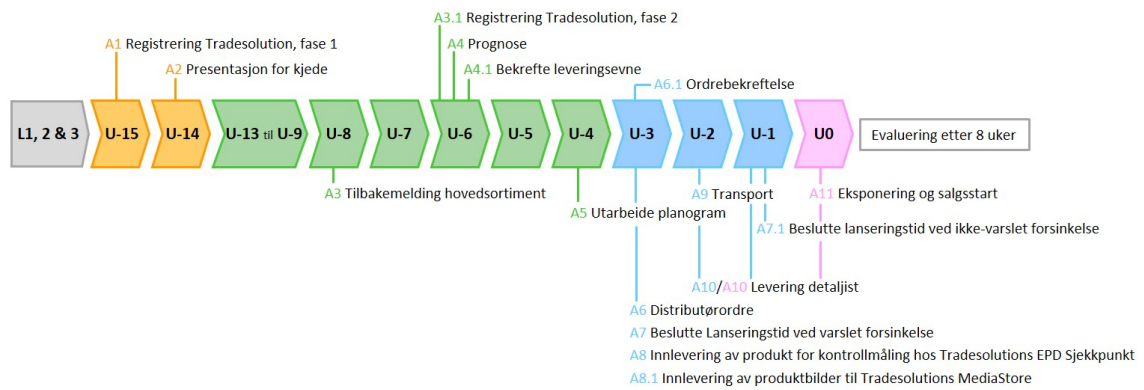 A3.1 Registrering Tradesolution, fase 2
A1 Registrering Tradesolution, fase 1
A4 Prognose
A2 Presentasjon for kjede
A4.1 Bekrefte leveringsevne
A6.1 Ordrebekreftelse
L1, 2 & 3
U-15
U-14
U-13 til U-9
U-8
U-7
U-6
U-5
U-4
U-3
U-2
U-1
U0
Evaluering etter 8 uker
A3 Tilbakemelding hovedsortiment
A9 Transport
A11 Eksponering og salgsstart
A5 Utarbeide planogram
A7.1 Beslutte lanseringstid ved ikke-varslet forsinkelse
A10/A10 Levering detaljist
A6 Distributørordre
A7 Beslutte Lanseringstid ved varslet forsinkelse
A8 Innlevering av produkt for kontrollmåling hos Tradesolutions EPD Sjekkpunkt
A8.1 Innlevering av produktbilder til Tradesolutions MediaStore